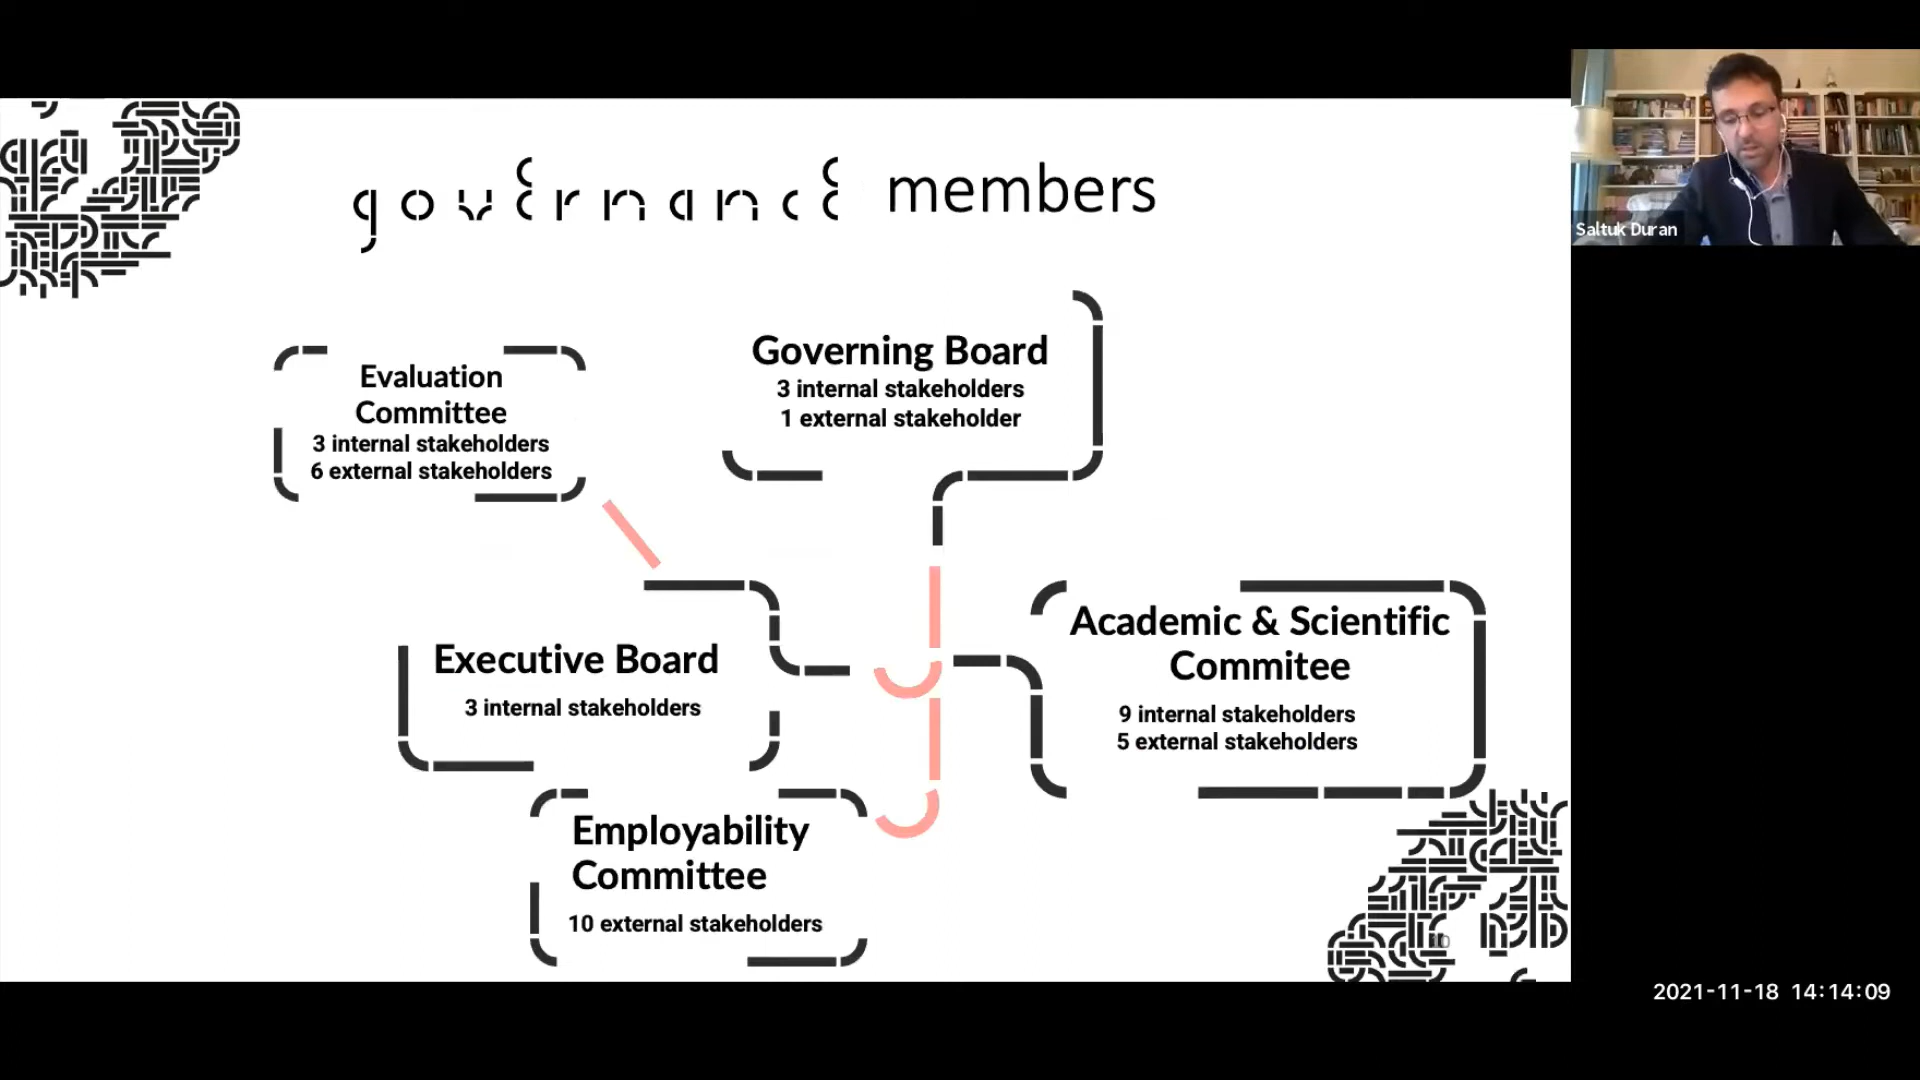 governance members
Evaluation
Committee
3 internal stakeholders
6 external stakeholders
Governing Board
3 internal stakeholders
1 external stakeholder
Executive Board
3 internal stakeholders
Academic & Scientific
Commitee
9 internal stakeholders
5 external stakeholders
Employability
Committee
10 external stakeholders
Saltuk Duran
2021-11-18 14:14:09